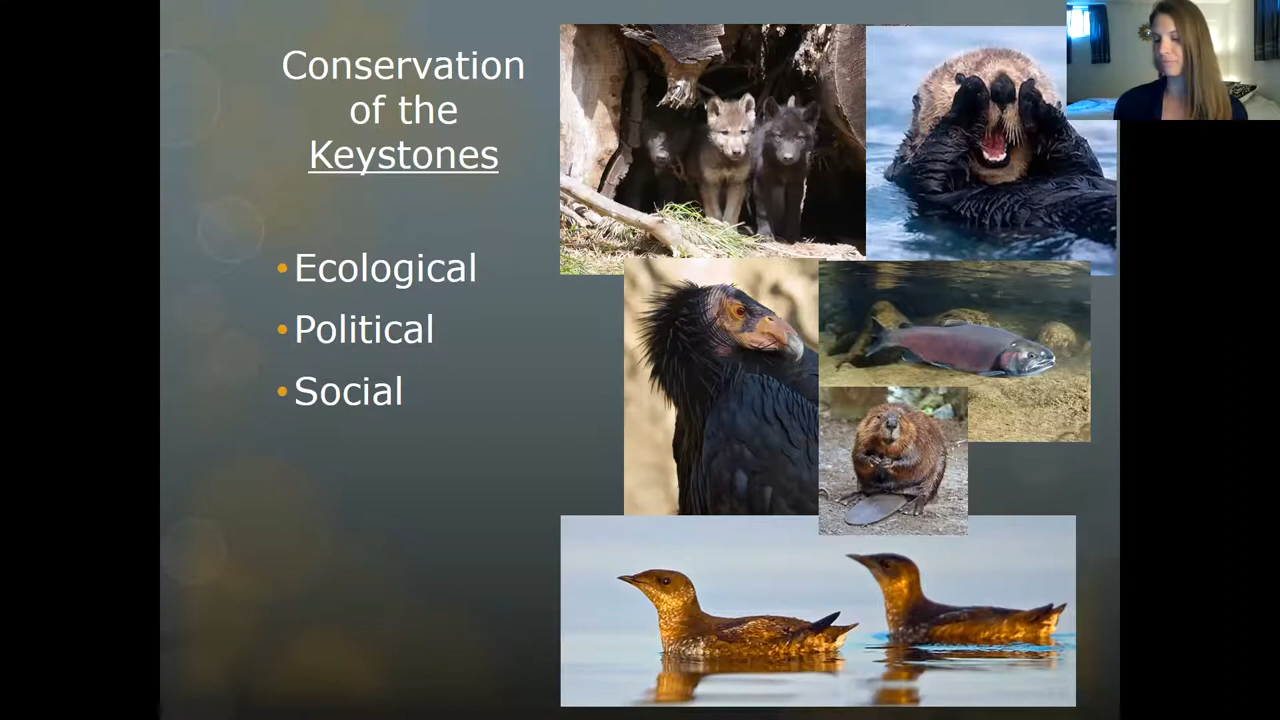 Conservation
of the
Keystones
•Ecological
•Political
•Social